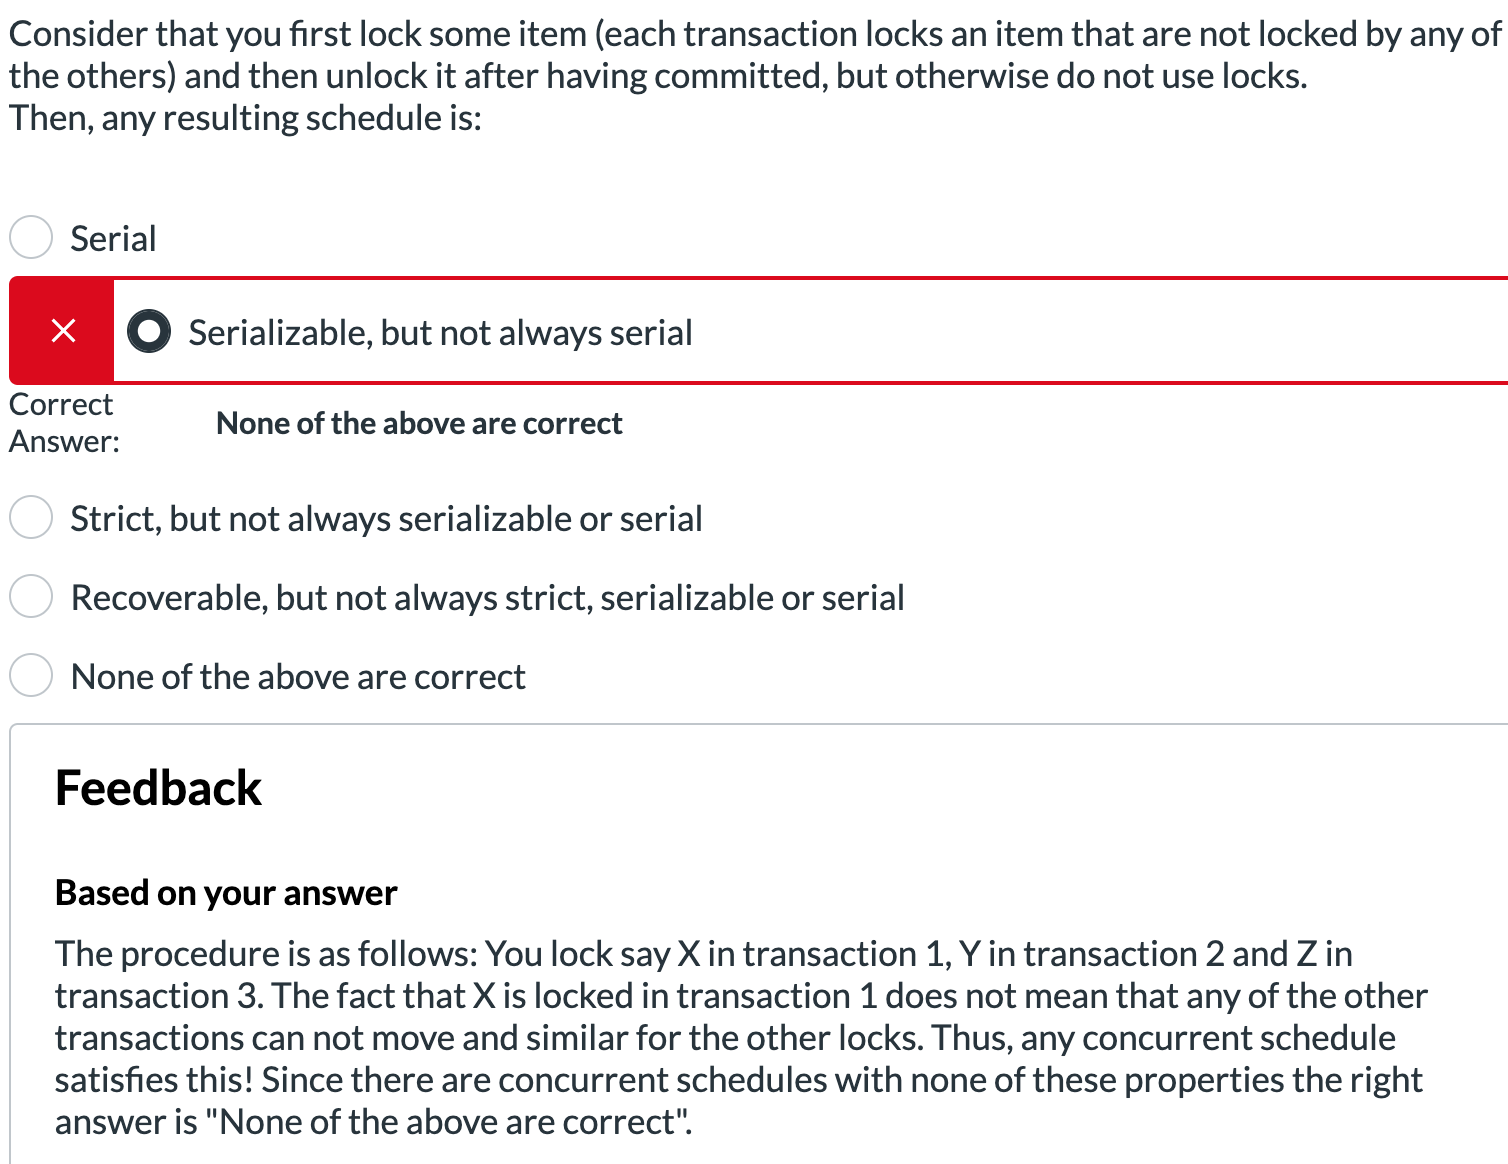 Consider that you first lock some item (each transaction locks an item that are not locked by any of
the others) and then unlock it after having committed, but otherwise do not use locks.
Then, any resulting schedule is:
Serial
Serializable, but not always serial
Correct
Answer:
None of the above are correct
Strict, but not always serializable or serial
Recoverable, but not always strict, serializable or serial
None of the above are correct
Feedback
Based on your answer
The procedure is as follows: You lock say X in transaction 1, Y in transaction 2 and Z in
transaction 3. The fact that X is locked in transaction 1 does not mean that any of the other
transactions can not move and similar for the other locks. Thus, any concurrent schedule
satisfies this! Since there are concurrent schedules with none of these properties the right
answer is "None of the above are correct".